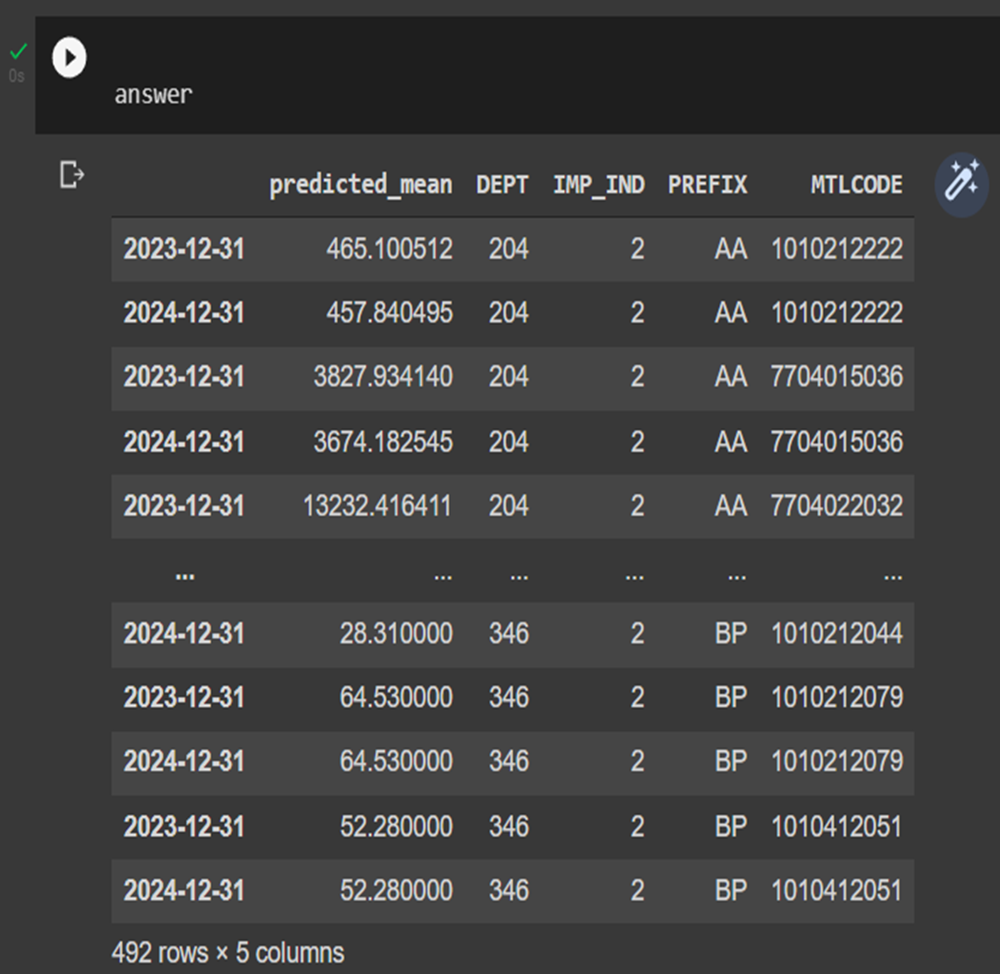 0s
answer
predicted_mean DEPT IMP_IND PREFIX MTLCODE
2023-12-31 465.100512 204 2 AA 1010212222
2024-12-31 457.840495 204 2 AA 1010212222
2023-12-31 3827.934140 204 2 AA 7704015036
2024-12-31 3674.182545 204 2 AA 7704015036
2023-12-31 13232.416411 204 2 AA 7704022032
... ... ... ... ... ...
2024-12-31 28.310000 346 2 BP 1010212044
2023-12-31 64.530000 346 2 BP 1010212079
2024-12-31 64.530000 346 2 BP 1010212079
2023-12-31 52.280000 346 2 BP 1010412051
2024-12-31 52.280000 346 2 BP 1010412051
492 rows × 5 columns